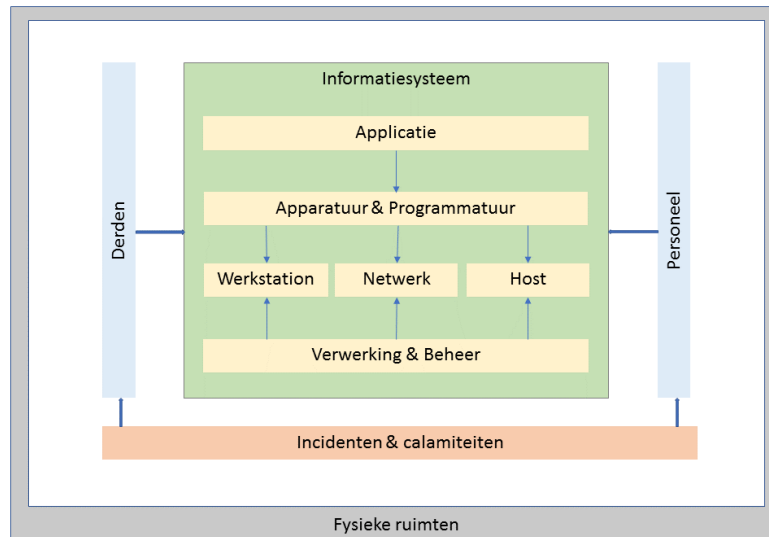 Informatiesysteem
Applicatie
Apparatuur & Programmatuur
Derden
Personeel
Werkstation
Netwerk
Host
Verwerking & Beheer
Incidenten & calamiteiten
Fysieke ruimten